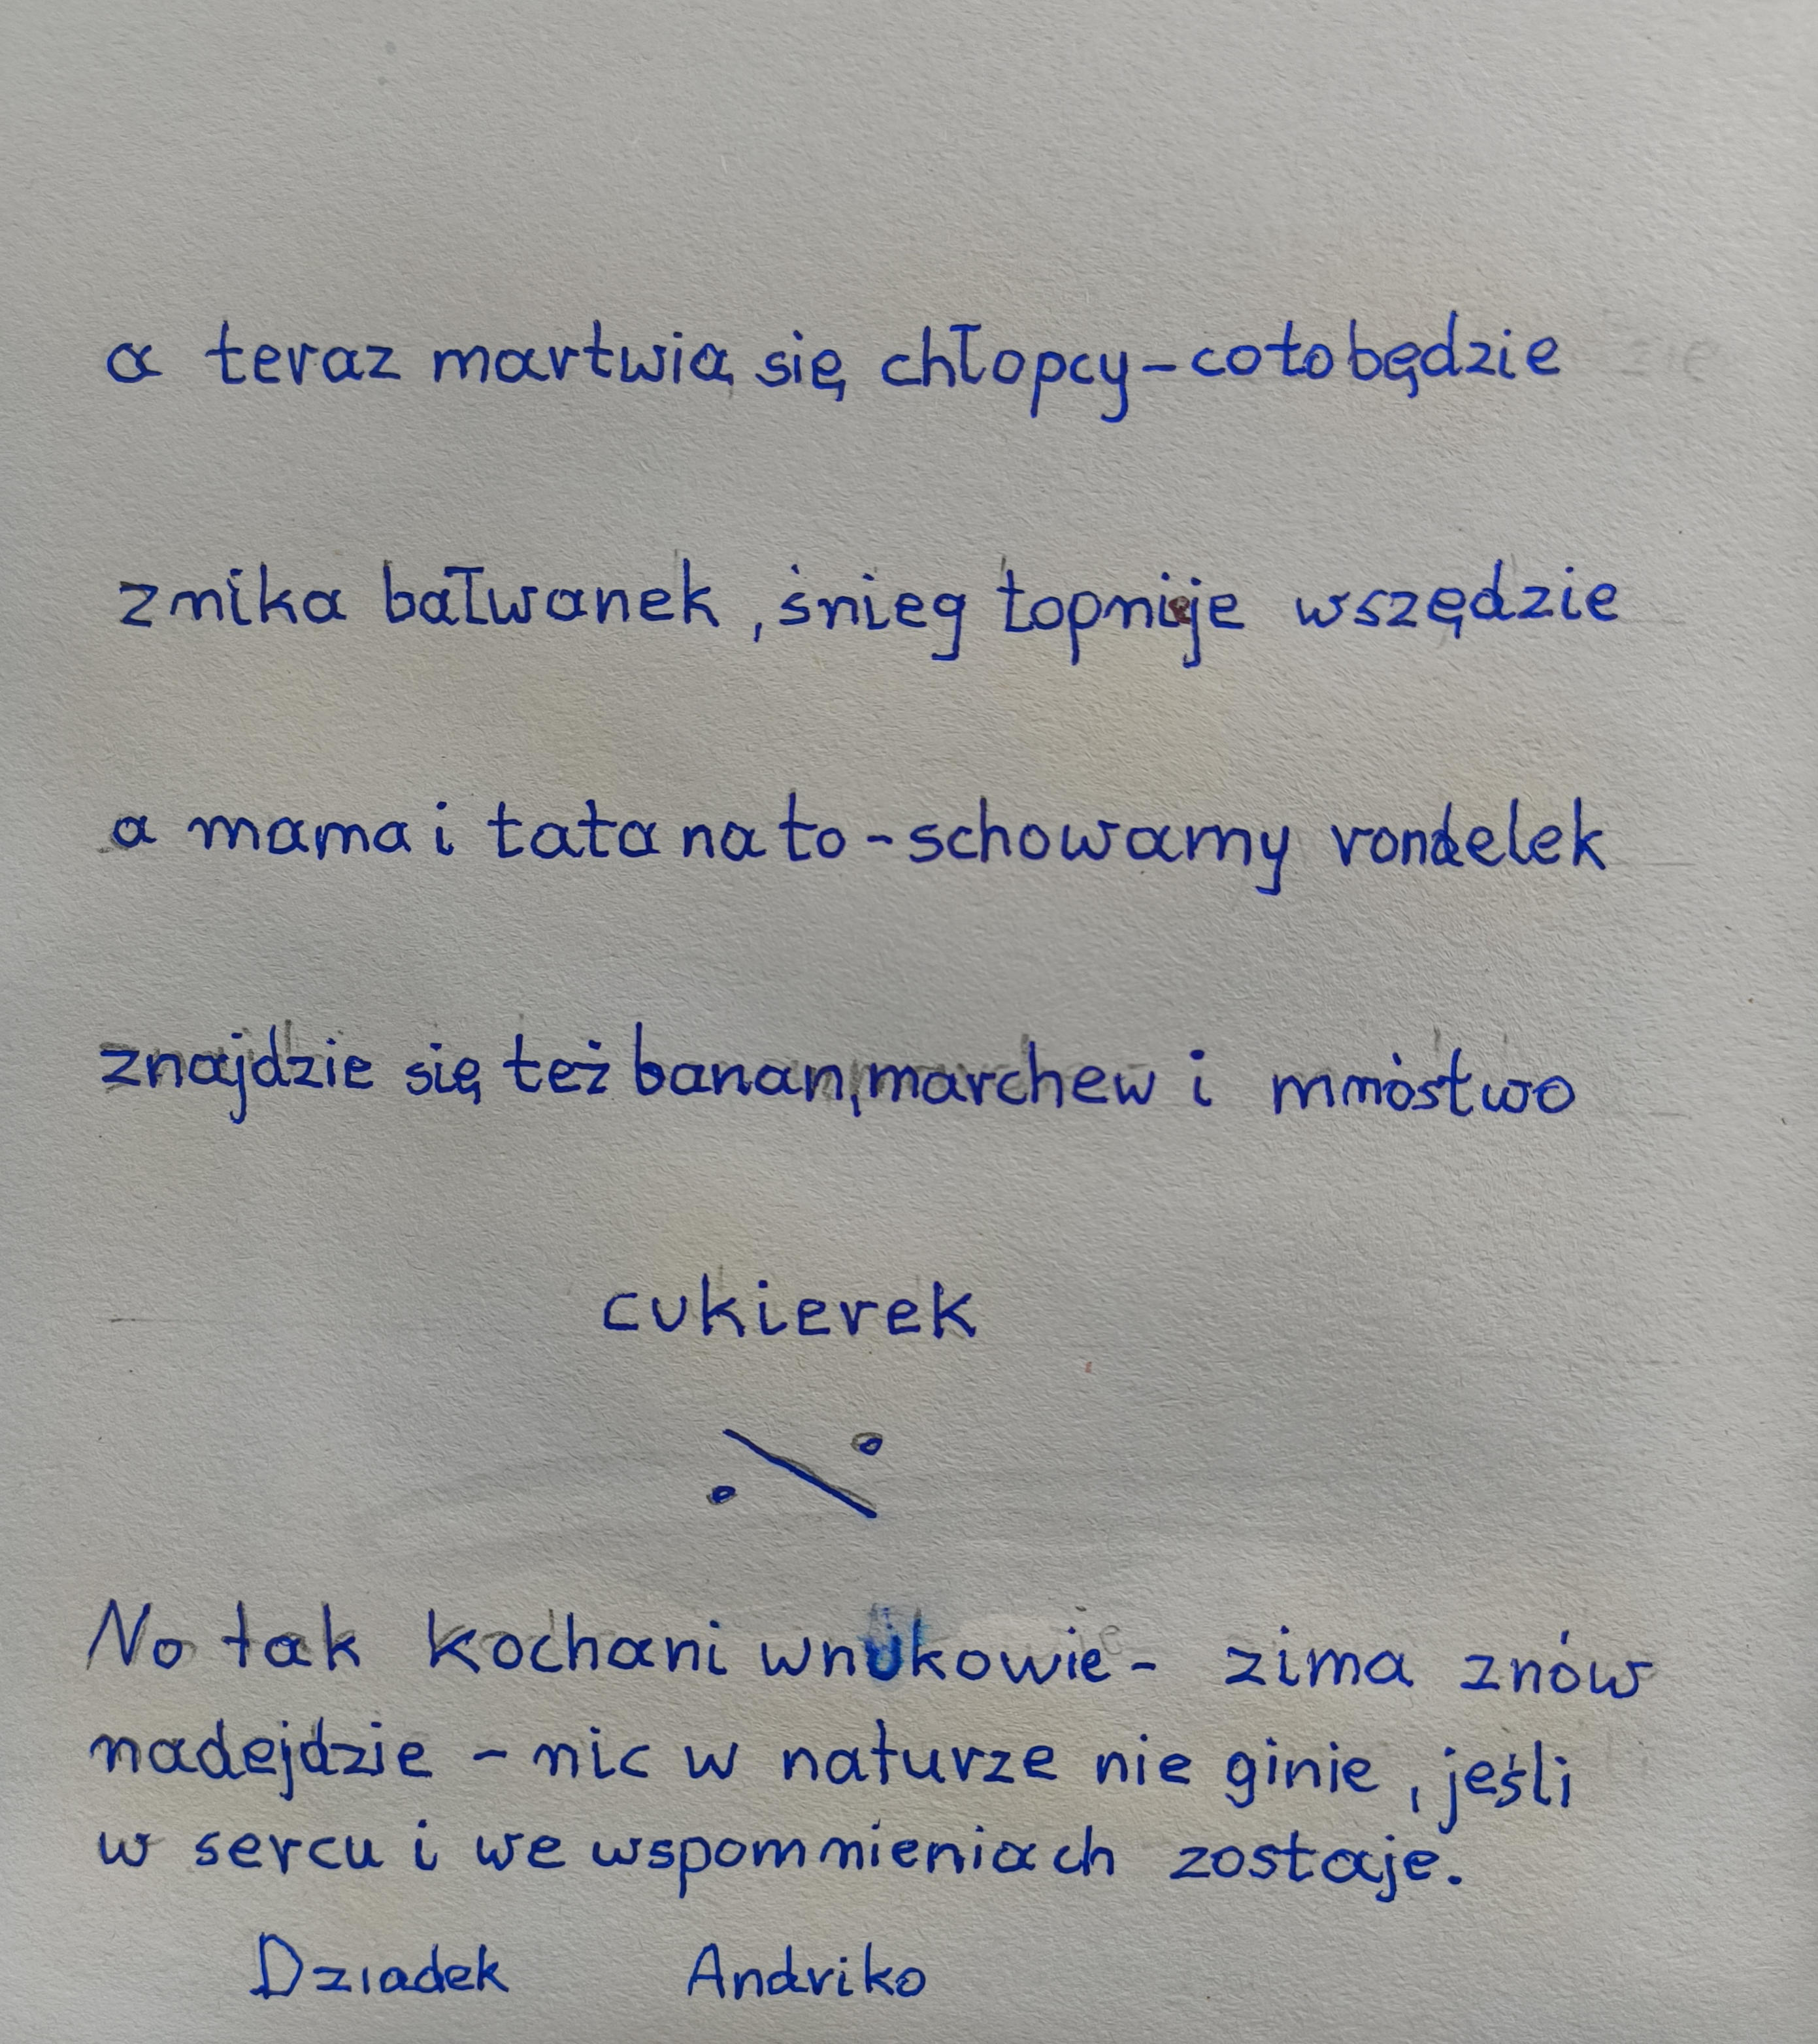 a teraz martwią się chłopcy - co to będzie
znika bałwanek, śnieg topnieje wszędzie
a mama i tata na to - schowamy rondelek
znajdzie się też banan, marchew i mnóstwo
cukierek
No tak kochani wnukowie - zima znów
nadejdzie - nic w naturze nie ginie, jeśli
w sercu i we wspomnieniach zostaje.
Dziadek Andriko